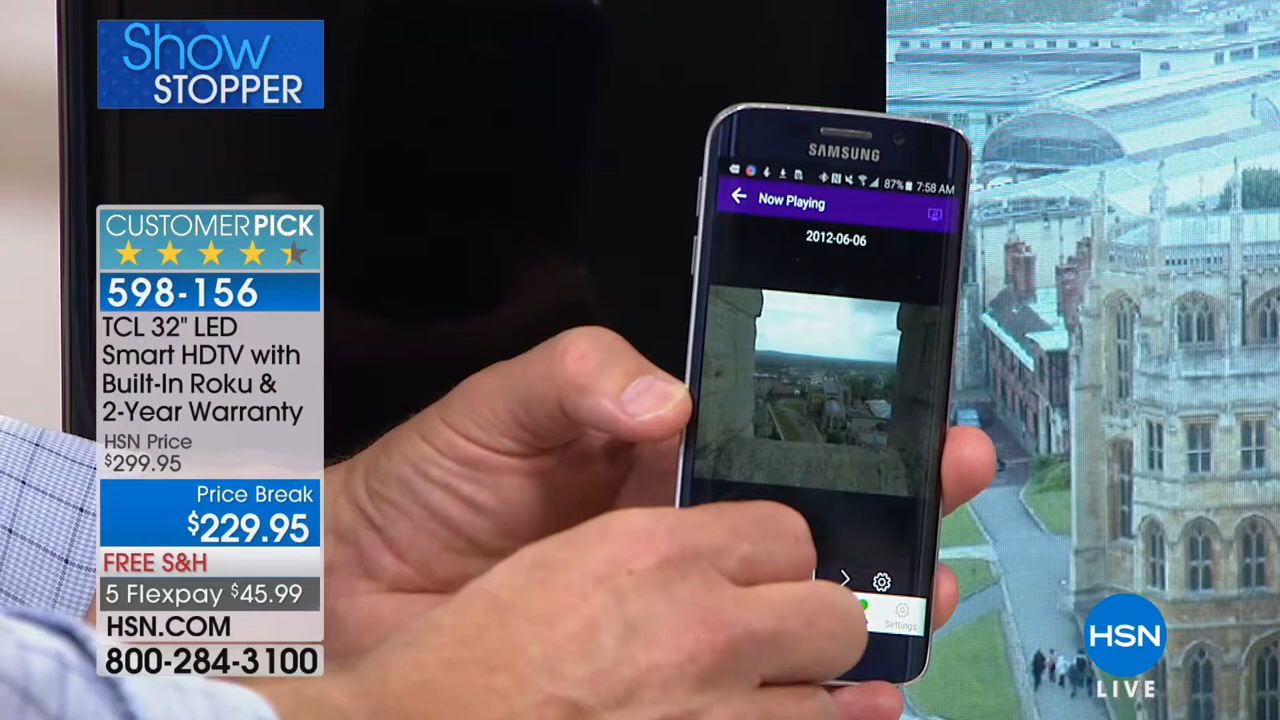 Show
STOPPER
CUSTOMER PICK
598-156
TCL 32" LED
Smart HDTV with
Built-In Roku &
2-Year Warranty
HSN Price
$299.95
Price Break
$229.95
FREE S&H
5 Flexpay $45.99
HSN.COM
800-284-3100
SAMSUNG
87% 7:58 AM
Now Playing
2012-06-06
Settings
HSN
LIVE